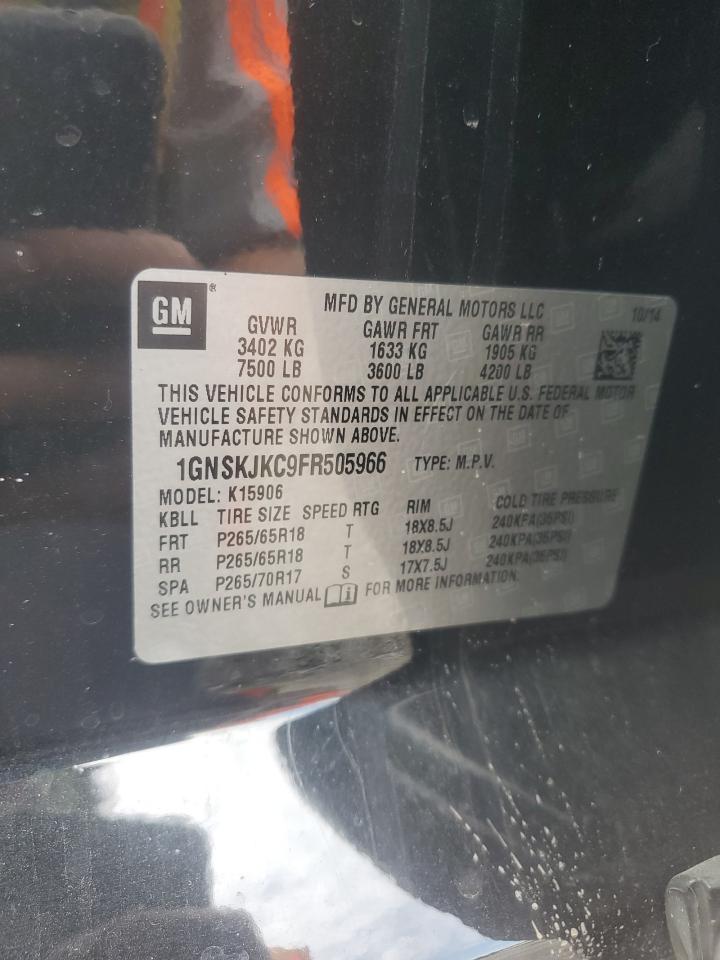 GM® MFD BY GENERAL MOTORS LLC 10/14
GVWR GAWR FRT GAWR RR
3402 KG 1633 KG 1905 KG
7500 LB 3600 LB 4200 LB
THIS VEHICLE CONFORMS TO ALL APPLICABLE U.S. FEDERAL MOTOR
VEHICLE SAFETY STANDARDS IN EFFECT ON THE DATE OF
MANUFACTURE SHOWN ABOVE.
1GNSKJKC9FR505966 TYPE: M.P.V.
MODEL: K15906
KBLL TIRE SIZE SPEED RTG RIM COLD TIRE PRESSURE
FRT P265/65R18 T 18X8.5J 240KPA(35PSI)
RR P265/65R18 T 18X8.5J 240KPA(35PSI)
SPA P265/70R17 S 17X7.5J 240KPA(35PSI)
SEE OWNER'S MANUAL i FOR MORE INFORMATION.